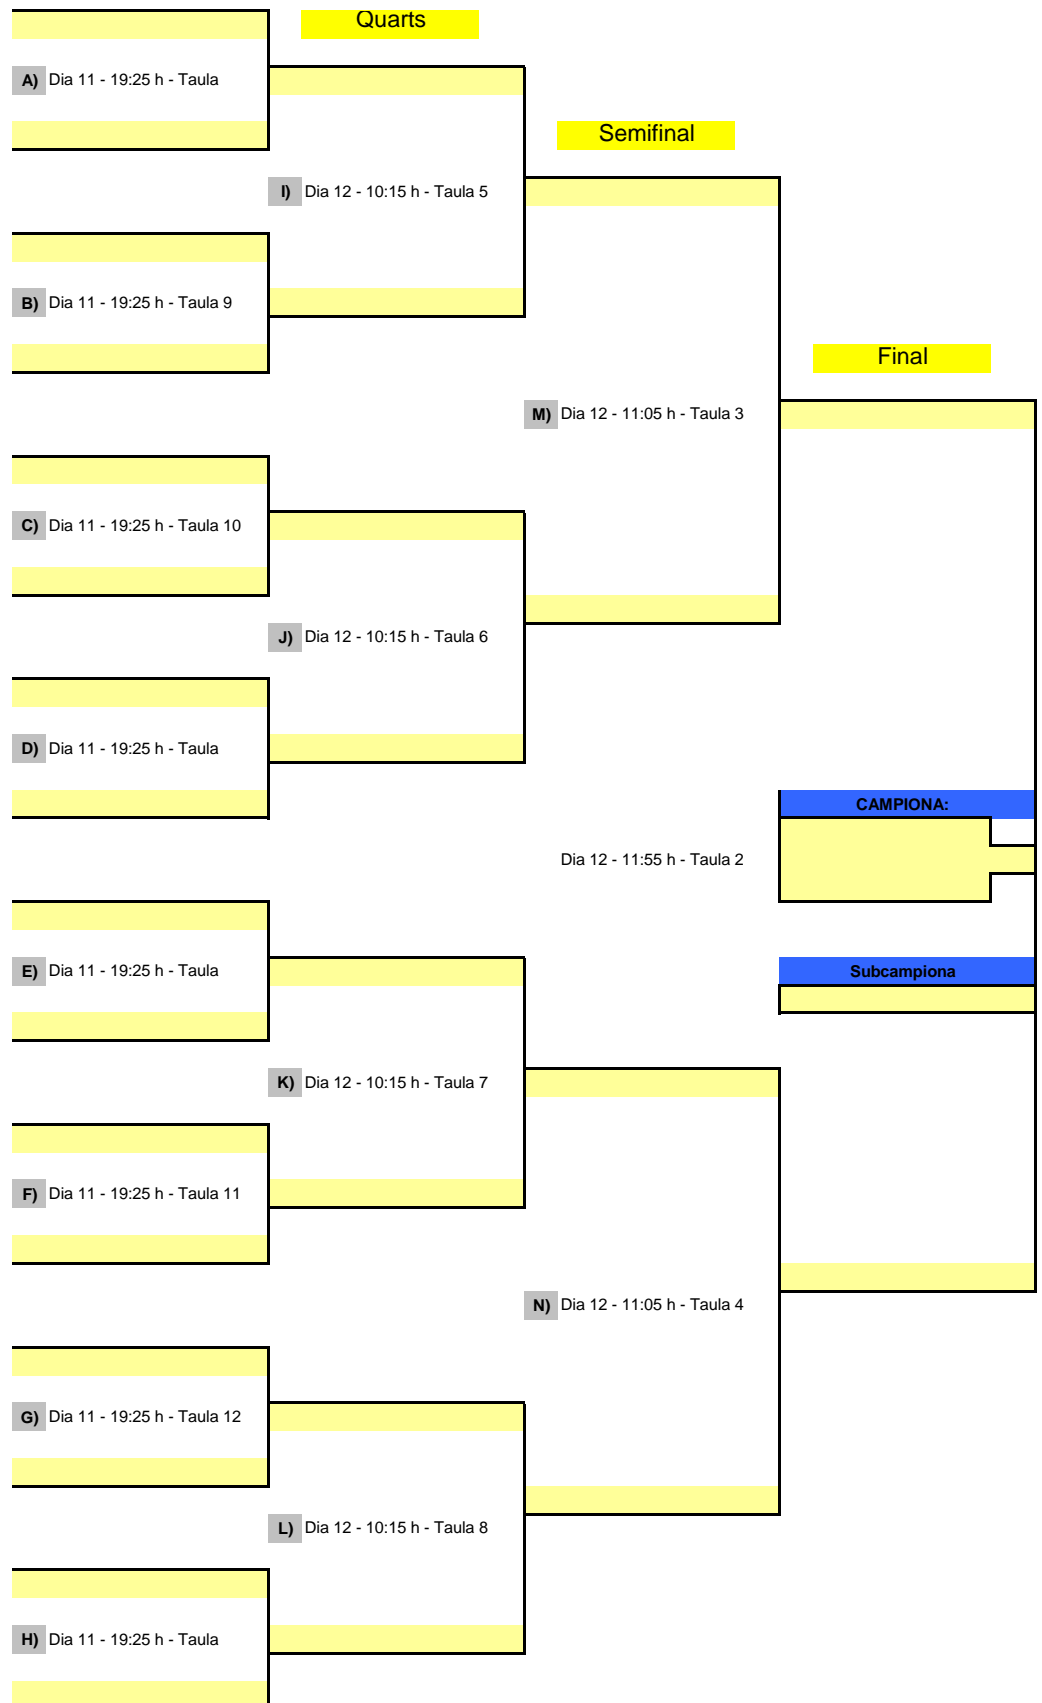 Quarts
A) Dia 11 - 19:25 h - Taula
Semifinal
I) Dia 12 - 10:15 h - Taula 5
B) Dia 11 - 19:25 h - Taula 9
Final
M) Dia 12 - 11:05 h - Taula 3
C) Dia 11 - 19:25 h - Taula 10
J) Dia 12 - 10:15 h - Taula 6
D) Dia 11 - 19:25 h - Taula
CAMPIONA:
Dia 12 - 11:55 h - Taula 2
E) Dia 11 - 19:25 h - Taula
Subcampiona
K) Dia 12 - 10:15 h - Taula 7
F) Dia 11 - 19:25 h - Taula 11
N) Dia 12 - 11:05 h - Taula 4
G) Dia 11 - 19:25 h - Taula 12
L) Dia 12 - 10:15 h - Taula 8
H) Dia 11 - 19:25 h - Taula